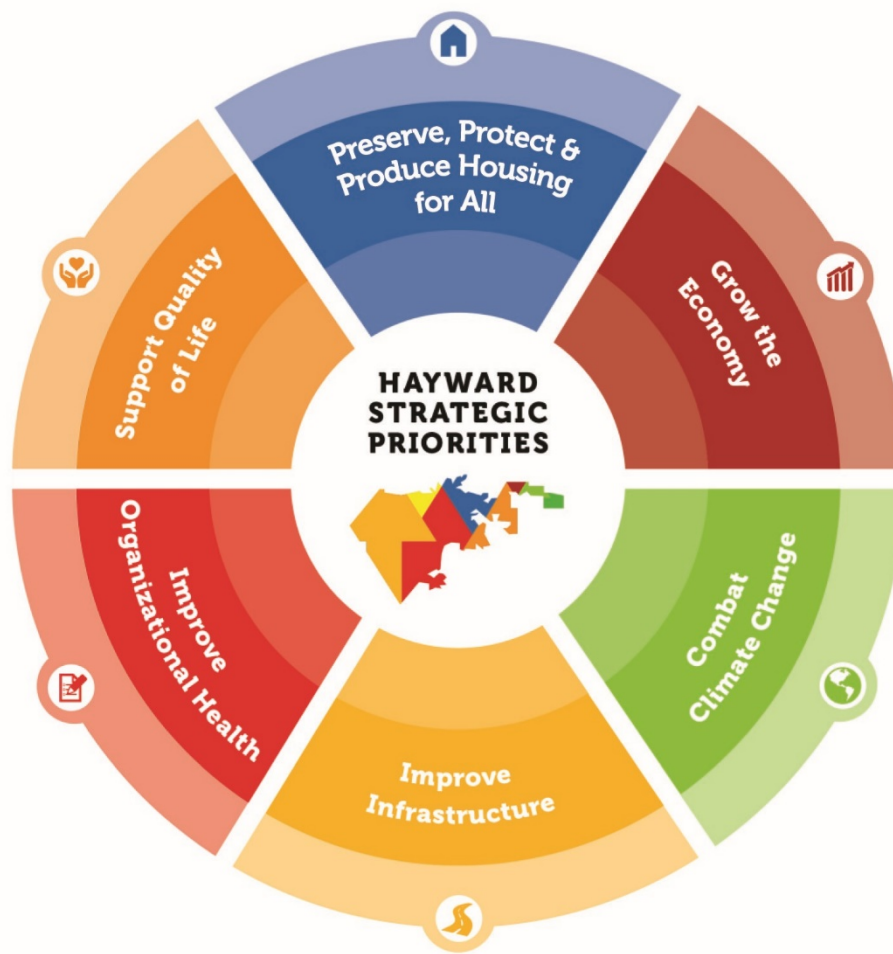 Preserve, Protect &
Produce Housing
for All
Grow the
Economy
Combat
Climate Change
Improve
Infrastructure
Improve
Organizational Health
Support Quality
of Life
HAYWARD
STRATEGIC
PRIORITIES